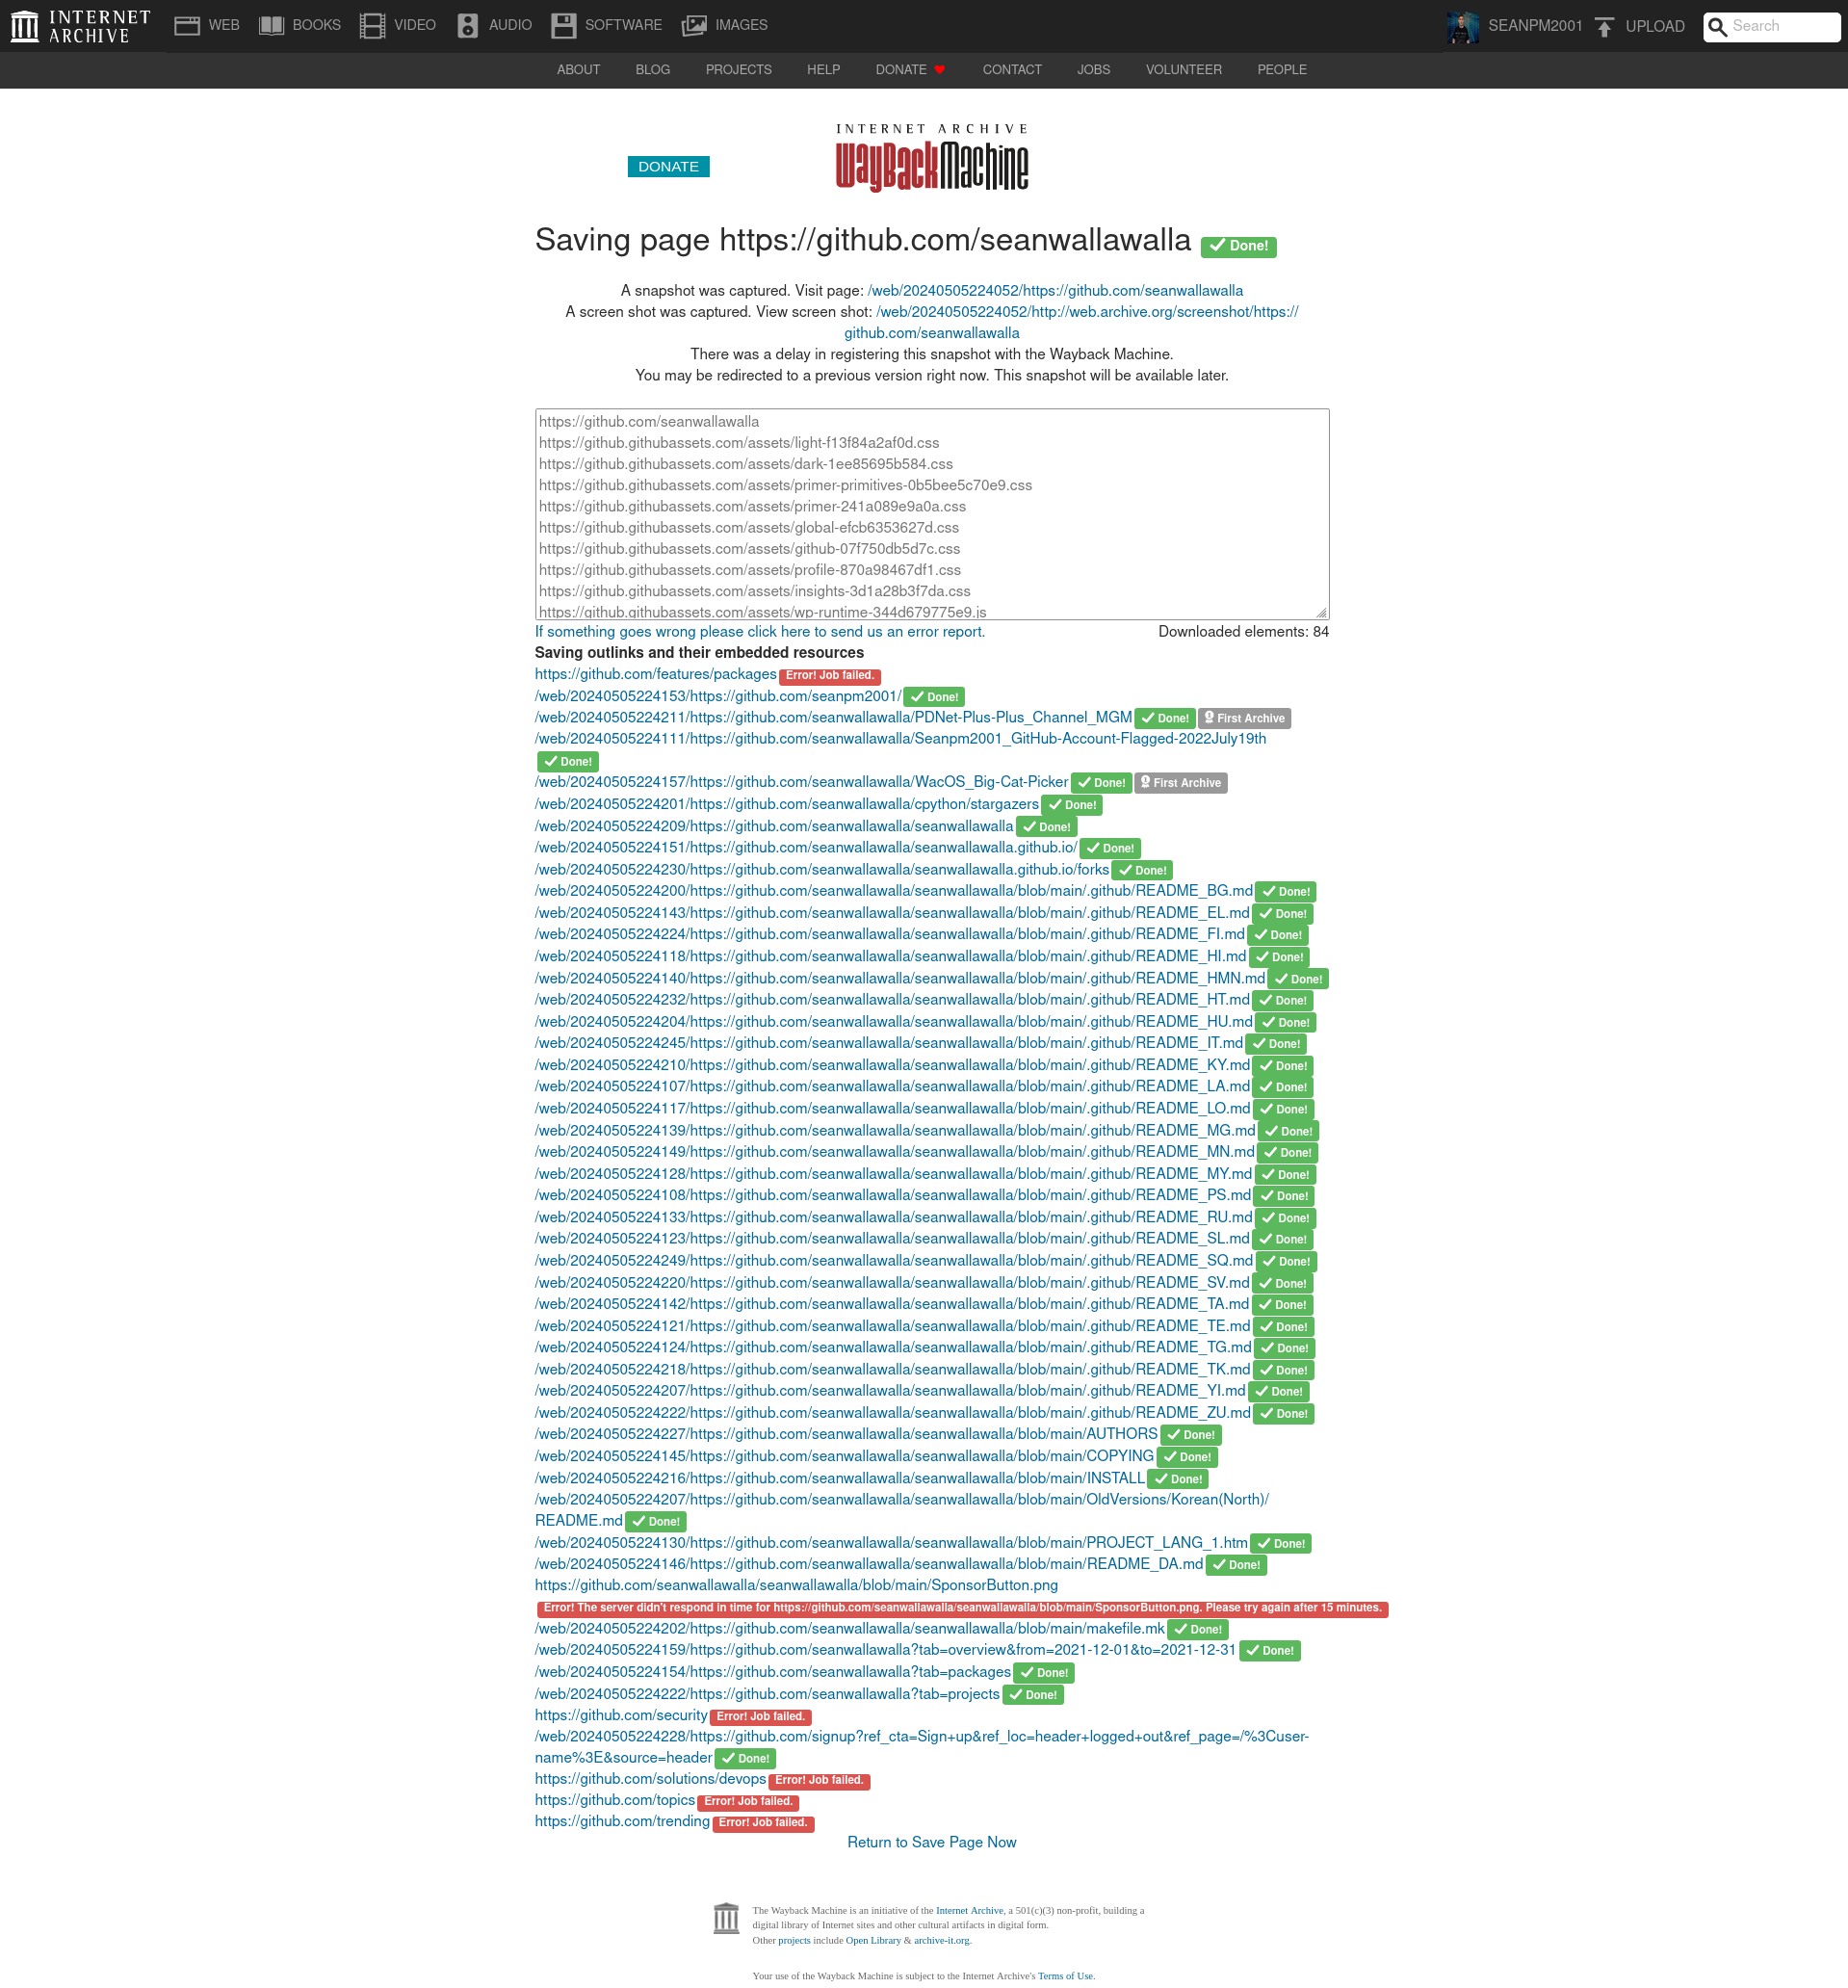 INTERNET ARCHIVE
WEB BOOKS VIDEO AUDIO SOFTWARE IMAGES SEANPM2001 UPLOAD Search
ABOUT BLOG PROJECTS HELP DONATE CONTACT JOBS VOLUNTEER PEOPLE
INTERNET ARCHIVE
DONATE WayBackMachine
Saving page https://github.com/seanwallawalla Done!
A snapshot was captured. Visit page: /web/20240505224052/https://github.com/seanwallawalla
A screen shot was captured. View screen shot: /web/20240505224052/http://web.archive.org/screenshot/https://
github.com/seanwallawalla
There was a delay in registering this snapshot with the Wayback Machine.
You may be redirected to a previous version right now. This snapshot will be available later.
https://github.com/seanwallawalla
https://github.githubassets.com/assets/light-f13f84a2af0d.css
https://github.githubassets.com/assets/dark-1ee85695b584.css
https://github.githubassets.com/assets/primer-primitives-0b5bee5c70e9.css
https://github.githubassets.com/assets/primer-241a089e9a0a.css
https://github.githubassets.com/assets/global-efcb6353627d.css
https://github.githubassets.com/assets/github-07f750db5d7c.css
https://github.githubassets.com/assets/profile-870a98467df1.css
https://github.githubassets.com/assets/insights-3d1a28b3f7da.css
https://github.githubassets.com/assets/wp-runtime-344d679775e9.js
If something goes wrong please click here to send us an error report. Downloaded elements: 84
Saving outlinks and their embedded resources
https://github.com/features/packages Error! Job failed.
/web/20240505224153/https://github.com/seanpm2001/ Done!
/web/20240505224211/https://github.com/seanwallawalla/PDNet-Plus-Plus_Channel_MGM Done! First Archive
/web/20240505224111/https://github.com/seanwallawalla/Seanpm2001_GitHub-Account-Flagged-2022July19th
Done!
/web/20240505224157/https://github.com/seanwallawalla/WacOS_Big-Cat-Picker Done! First Archive
/web/20240505224201/https://github.com/seanwallawalla/cpython/stargazers Done!
/web/20240505224209/https://github.com/seanwallawalla/seanwallawalla Done!
/web/20240505224151/https://github.com/seanwallawalla/seanwallawalla.github.io/ Done!
/web/20240505224230/https://github.com/seanwallawalla/seanwallawalla.github.io/forks Done!
/web/20240505224200/https://github.com/seanwallawalla/seanwallawalla/blob/main/.github/README_BG.md Done!
/web/20240505224143/https://github.com/seanwallawalla/seanwallawalla/blob/main/.github/README_EL.md Done!
/web/20240505224224/https://github.com/seanwallawalla/seanwallawalla/blob/main/.github/README_FI.md Done!
/web/20240505224118/https://github.com/seanwallawalla/seanwallawalla/blob/main/.github/README_HI.md Done!
/web/20240505224140/https://github.com/seanwallawalla/seanwallawalla/blob/main/.github/README_HMN.md Done!
/web/20240505224232/https://github.com/seanwallawalla/seanwallawalla/blob/main/.github/README_HT.md Done!
/web/20240505224204/https://github.com/seanwallawalla/seanwallawalla/blob/main/.github/README_HU.md Done!
/web/20240505224245/https://github.com/seanwallawalla/seanwallawalla/blob/main/.github/README_IT.md Done!
/web/20240505224210/https://github.com/seanwallawalla/seanwallawalla/blob/main/.github/README_KY.md Done!
/web/20240505224107/https://github.com/seanwallawalla/seanwallawalla/blob/main/.github/README_LA.md Done!
/web/20240505224117/https://github.com/seanwallawalla/seanwallawalla/blob/main/.github/README_LO.md Done!
/web/20240505224139/https://github.com/seanwallawalla/seanwallawalla/blob/main/.github/README_MG.md Done!
/web/20240505224149/https://github.com/seanwallawalla/seanwallawalla/blob/main/.github/README_MN.md Done!
/web/20240505224128/https://github.com/seanwallawalla/seanwallawalla/blob/main/.github/README_MY.md Done!
/web/20240505224108/https://github.com/seanwallawalla/seanwallawalla/blob/main/.github/README_PS.md Done!
/web/20240505224133/https://github.com/seanwallawalla/seanwallawalla/blob/main/.github/README_RU.md Done!
/web/20240505224123/https://github.com/seanwallawalla/seanwallawalla/blob/main/.github/README_SL.md Done!
/web/20240505224249/https://github.com/seanwallawalla/seanwallawalla/blob/main/.github/README_SQ.md Done!
/web/20240505224220/https://github.com/seanwallawalla/seanwallawalla/blob/main/.github/README_SV.md Done!
/web/20240505224142/https://github.com/seanwallawalla/seanwallawalla/blob/main/.github/README_TA.md Done!
/web/20240505224121/https://github.com/seanwallawalla/seanwallawalla/blob/main/.github/README_TE.md Done!
/web/20240505224124/https://github.com/seanwallawalla/seanwallawalla/blob/main/.github/README_TG.md Done!
/web/20240505224218/https://github.com/seanwallawalla/seanwallawalla/blob/main/.github/README_TK.md Done!
/web/20240505224207/https://github.com/seanwallawalla/seanwallawalla/blob/main/.github/README_YI.md Done!
/web/20240505224222/https://github.com/seanwallawalla/seanwallawalla/blob/main/.github/README_ZU.md Done!
/web/20240505224227/https://github.com/seanwallawalla/seanwallawalla/blob/main/AUTHORS Done!
/web/20240505224145/https://github.com/seanwallawalla/seanwallawalla/blob/main/COPYING Done!
/web/20240505224216/https://github.com/seanwallawalla/seanwallawalla/blob/main/INSTALL Done!
/web/20240505224207/https://github.com/seanwallawalla/seanwallawalla/blob/main/OldVersions/Korean(North)/
README.md Done!
/web/20240505224130/https://github.com/seanwallawalla/seanwallawalla/blob/main/PROJECT_LANG_1.htm Done!
/web/20240505224146/https://github.com/seanwallawalla/seanwallawalla/blob/main/README_DA.md Done!
https://github.com/seanwallawalla/seanwallawalla/blob/main/SponsorButton.png
Error! The server didn't respond in time for https://github.com/seanwallawalla/seanwallawalla/blob/main/SponsorButton.png. Please try again after 15 minutes.
/web/20240505224202/https://github.com/seanwallawalla/seanwallawalla/blob/main/makefile.mk Done!
/web/20240505224159/https://github.com/seanwallawalla?tab=overview&from=2021-12-01&to=2021-12-31 Done!
/web/20240505224154/https://github.com/seanwallawalla?tab=packages Done!
/web/20240505224222/https://github.com/seanwallawalla?tab=projects Done!
https://github.com/security Error! Job failed.
/web/20240505224228/https://github.com/signup?ref_cta=Sign+up&ref_loc=header+logged+out&ref_page=/%3Cuser-
name%3E&source=header Done!
https://github.com/solutions/devops Error! Job failed.
https://github.com/topics Error! Job failed.
https://github.com/trending Error! Job failed.
Return to Save Page Now
The Wayback Machine is an initiative of the Internet Archive, a 501(c)(3) non-profit, building a
digital library of Internet sites and other cultural artifacts in digital form.
Other projects include Open Library & archive-it.org.
Your use of the Wayback Machine is subject to the Internet Archive's Terms of Use.